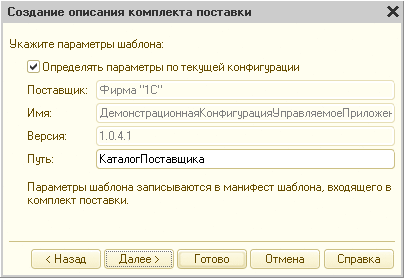 Создание описания комплекта поставки
Укажите параметры шаблона:
Определять параметры по текущей конфигурации
Поставщик: Фирма "1С"
Имя: ДемонстрационнаяКонфигурацияУправляемоеПриложен
Версия: 1.0.4.1
Путь: КаталогПоставщика
Параметры шаблона записываются в манифест шаблона, входящего в
комплект поставки.
< Назад Далее > Готово Отмена Справка